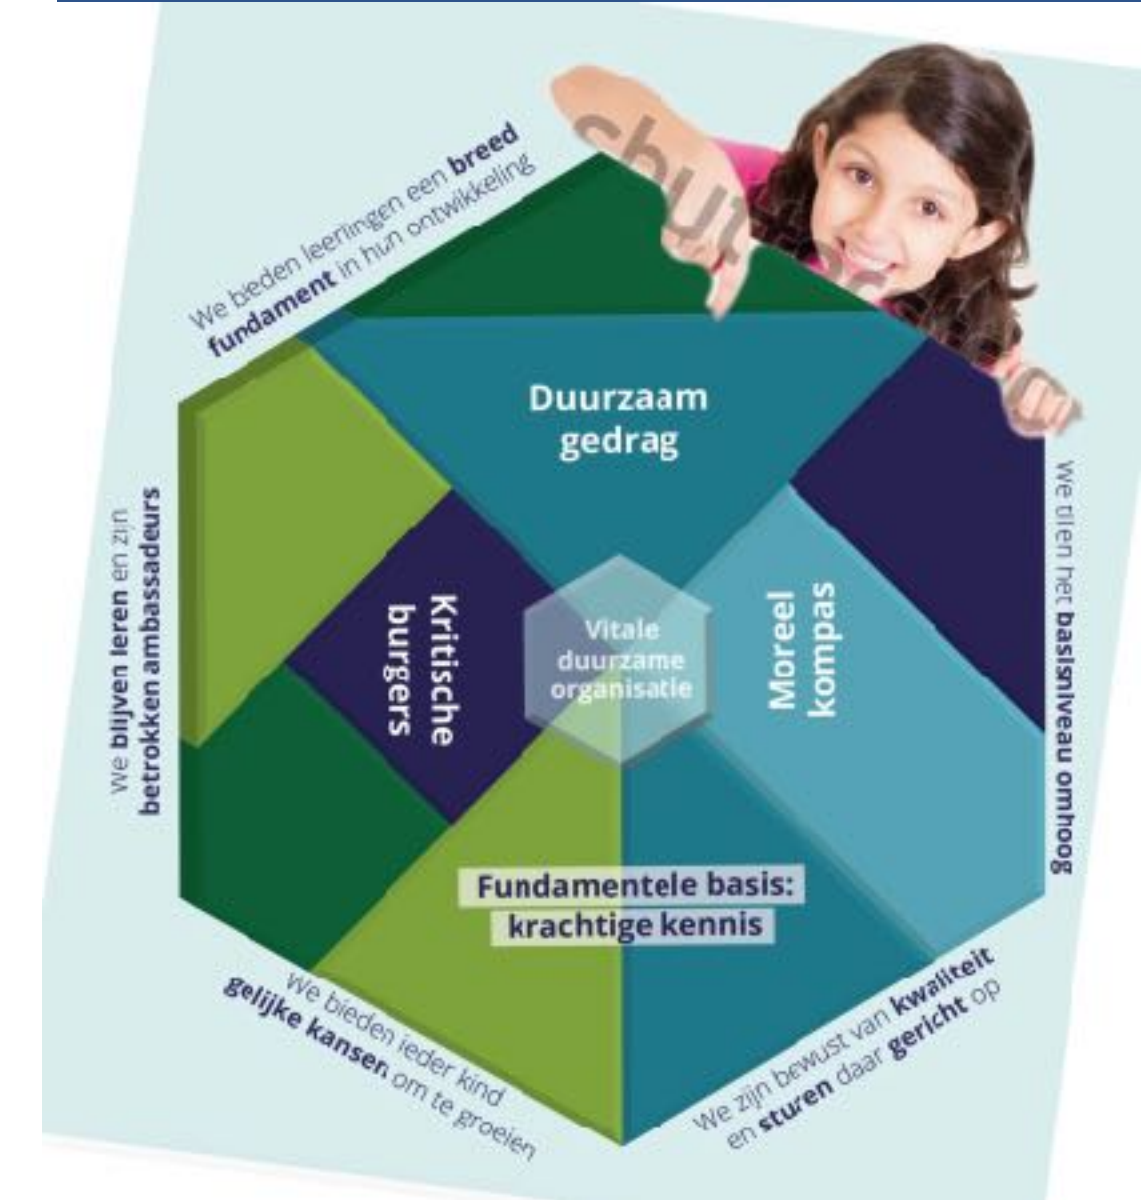 We bieden leerlingen een breed
fundament in hun ontwikkeling
Duurzaam
gedrag
We tilen het basisniveau omhoog
We blijven leren en zijn
betrokken ambassadeurs
Kritische
burgers
Vitale
duurzame
organisatie
Moreel
kompas
Fundamentele basis:
krachtige kennis
We bieden ieder kind
gelijke kansen om te groeien
We zijn bewust van kwaliteit
en sturen daar gericht op